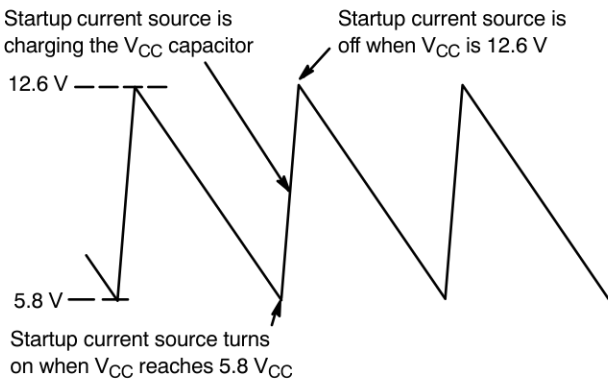 Startup current source is
charging the VCC capacitor
Startup current source is
off when VCC is 12.6 V
12.6 V
5.8 V
Startup current source turns
on when VCC reaches 5.8 VCC